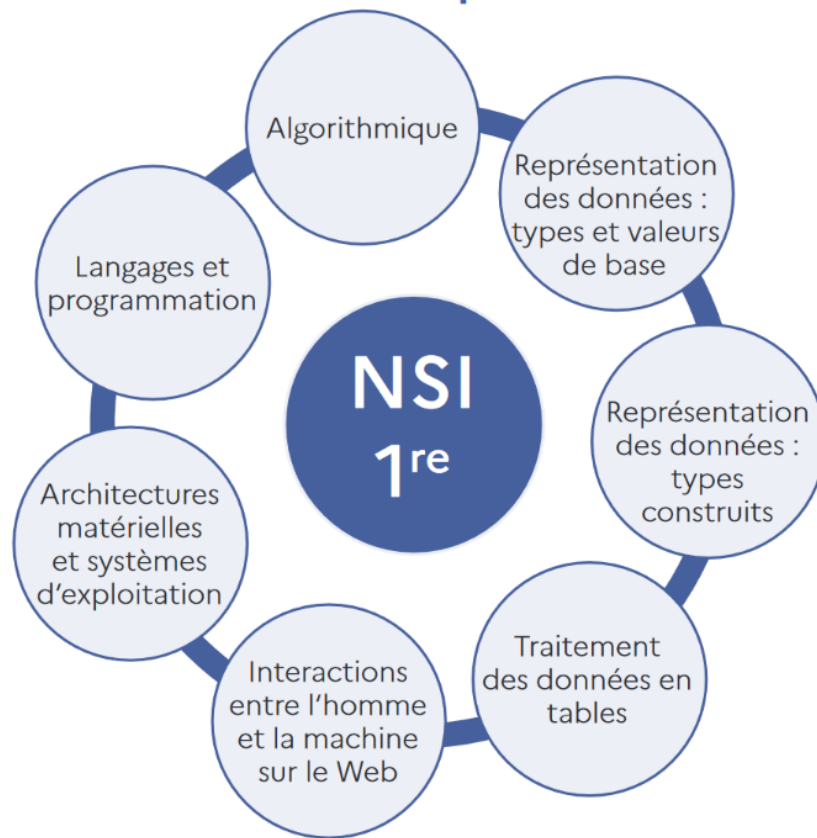 Algorithmique
Représentation
des données :
types et valeurs
de base
Représentation
des données :
types
construits
Traitement
des données en
tables
Interactions
entre l’homme
et la machine
sur le Web
Architectures
matérielles
et systèmes
d’exploitation
Langages et
programmation
NSI
1re